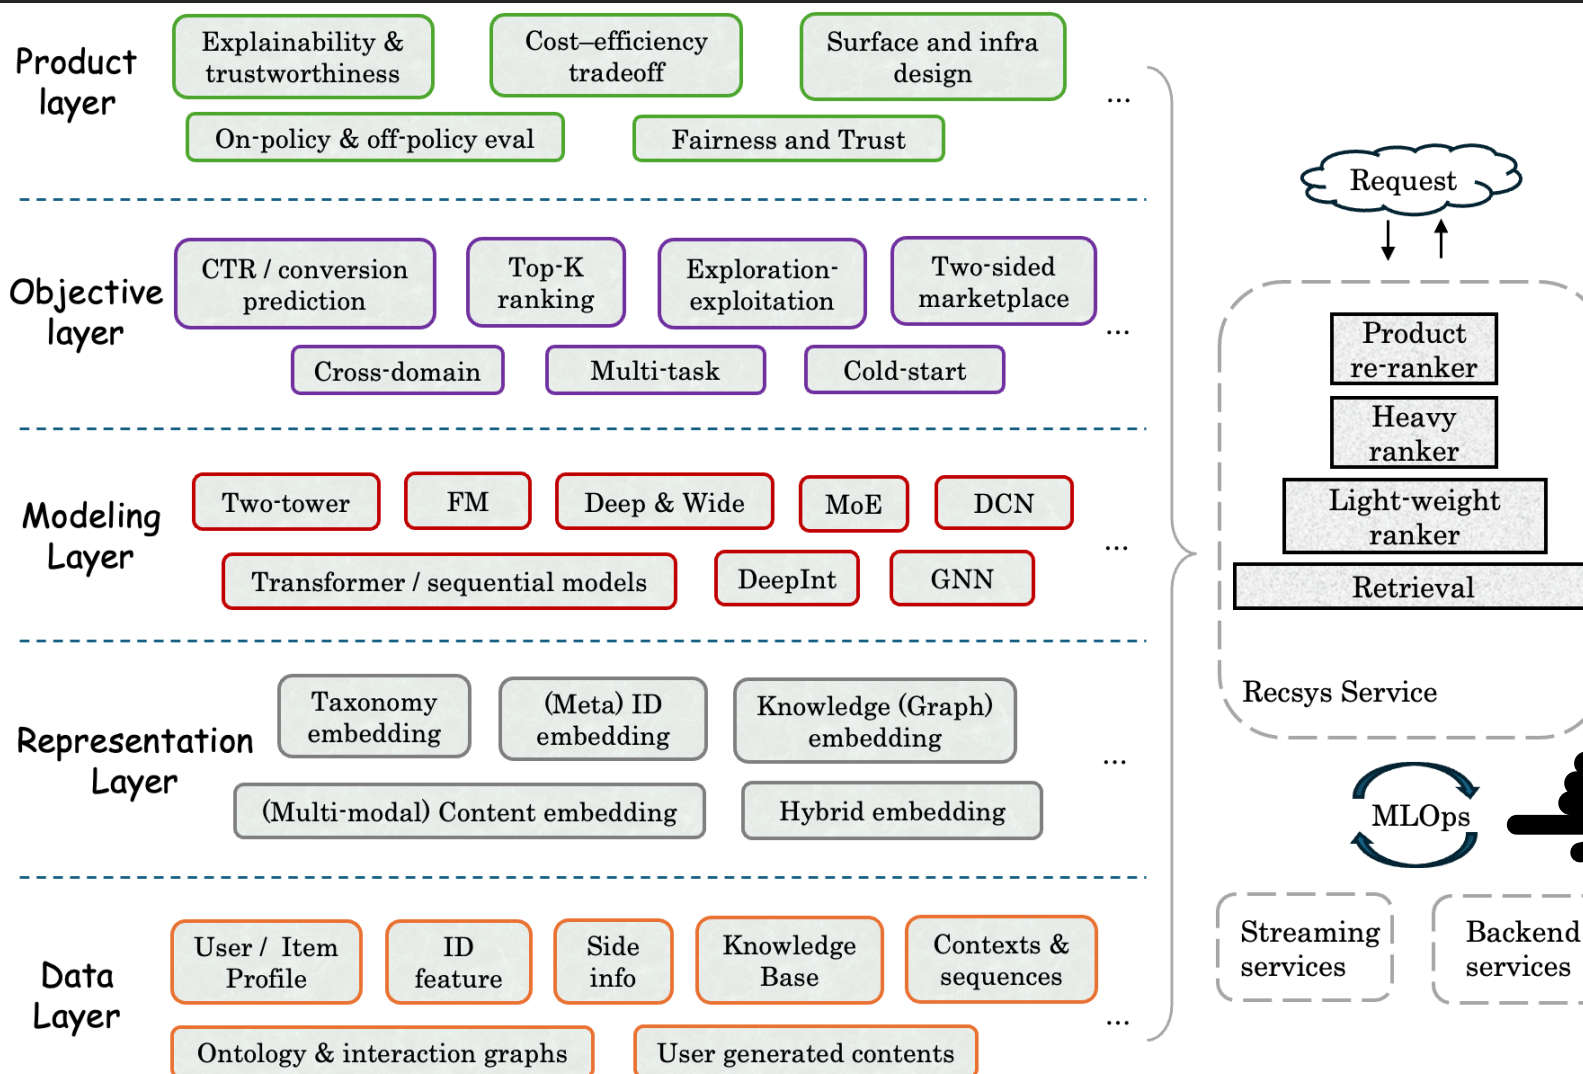 Product
layer
Explainability &
trustworthiness
Cost–efficiency
tradeoff
Surface and infra
design
...
On-policy & off-policy eval
Fairness and Trust
Objective
layer
CTR / conversion
prediction
Top-K
ranking
Exploration-
exploitation
Two-sided
marketplace
...
Cross-domain
Multi-task
Cold-start
Modeling
Layer
Two-tower
FM
Deep & Wide
MoE
DCN
...
Transformer / sequential models
DeepInt
GNN
Representation
Layer
Taxonomy
embedding
(Meta) ID
embedding
Knowledge (Graph)
embedding
...
(Multi-modal) Content embedding
Hybrid embedding
Data
Layer
User / Item
Profile
ID
feature
Side
info
Knowledge
Base
Contexts &
sequences
...
Ontology & interaction graphs
User generated contents
Request
Product
re-ranker
Heavy
ranker
Light-weight
ranker
Retrieval
Recsys Service
MLOps
Streaming
services
Backend
services